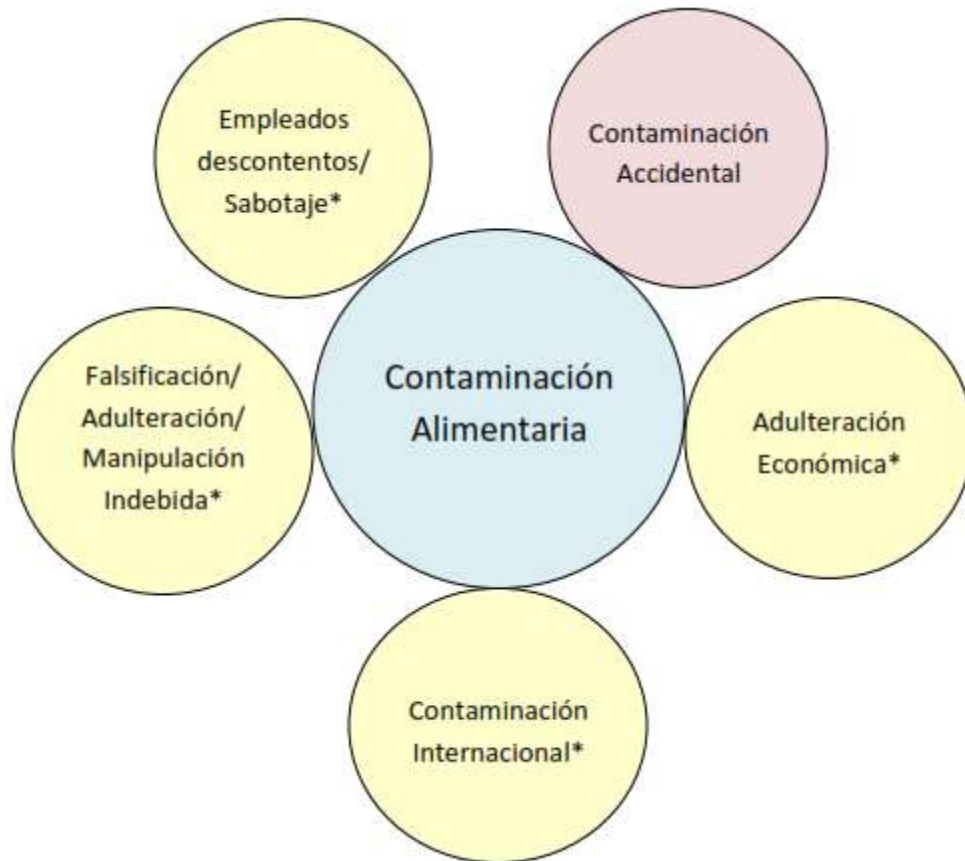 Empleados
descontentos/
Sabotaje*
Contaminación
Accidental
Falsificación/
Adulteración/
Manipulación
Indebida*
Contaminación
Alimentaria
Adulteración
Económica*
Contaminación
Internacional*